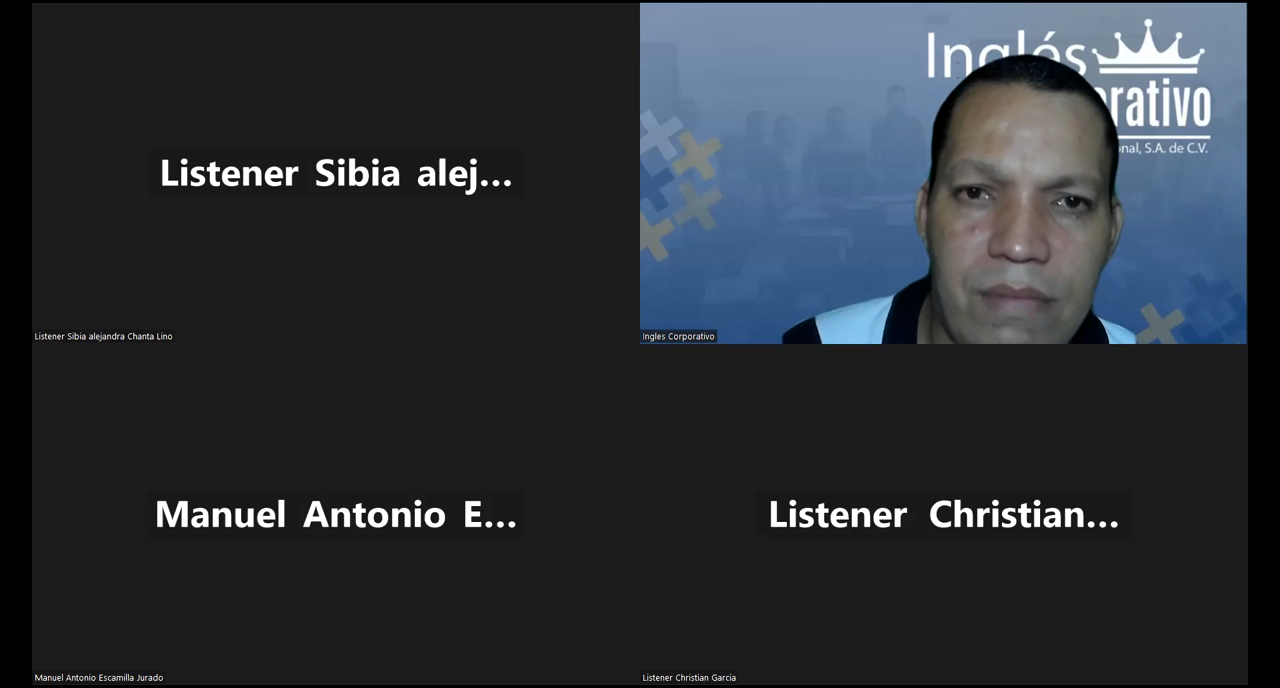 Listener Sibia alej...
Listener Sibia alejandra Chanta Lino
Inglés
orativo
nal, S.A. de C.V.
Ingles Corporativo
Manuel Antonio E...
Manuel Antonio Escamilla Jurado
Listener Christian...
Listener Christian Garcia